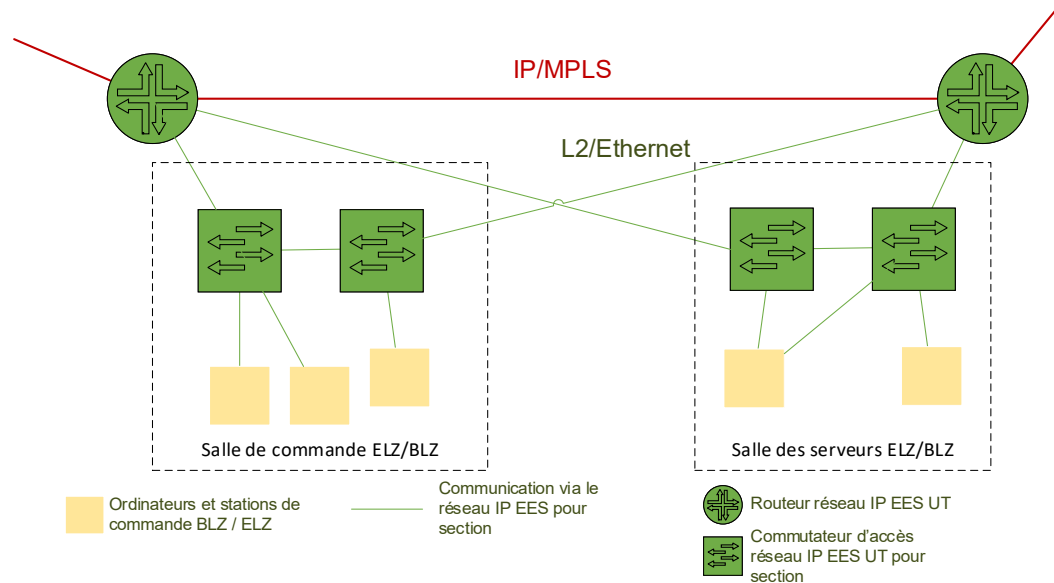 IP/MPLS
L2/Ethernet
Salle de commande ELZ/BLZ
Salle des serveurs ELZ/BLZ
Ordinateurs et stations de
commande BLZ / ELZ
Communication via le
réseau IP EES pour
section
Routeur réseau IP EES UT
Commutateur d'accès
réseau IP EES UT pour
section